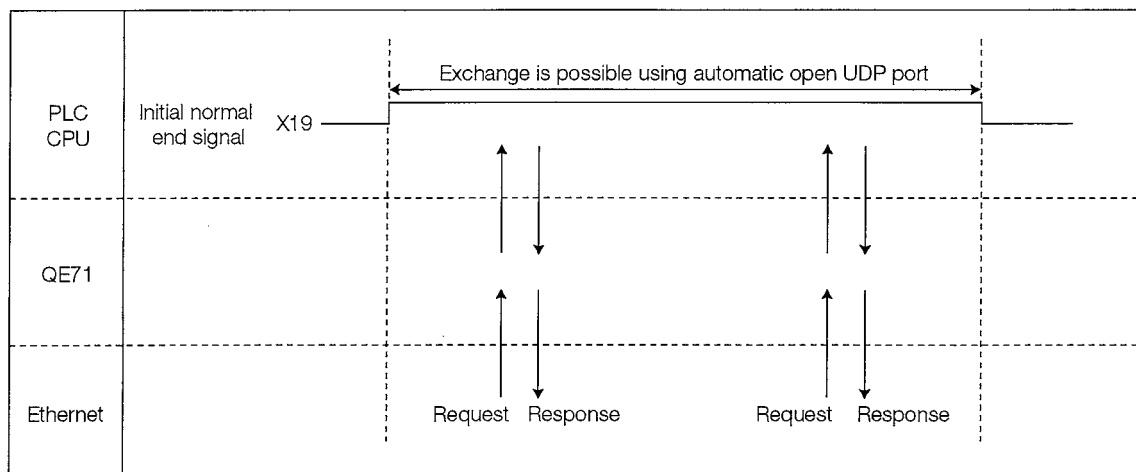 Exchange is possible using automatic open UDP port
PLC
CPU
Initial normal
end signal
X19
QE71
Ethernet
Request Response
Request Response